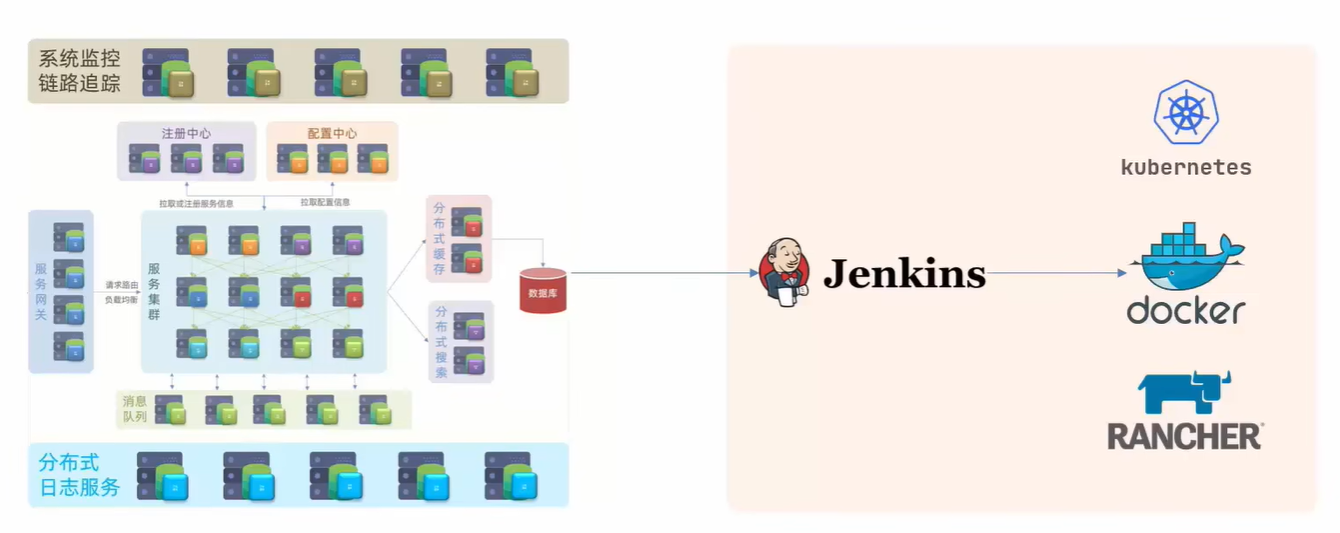 系统监控
链路追踪
注册中心
配置中心
拉取或注册服务信息
拉取配置信息
服务网关
请求路由
负载均衡
服务集群
分布式缓存
分布式搜索
数据库
消息
队列
分布式
日志服务
Jenkins
kubernetes
docker
RANCHER®